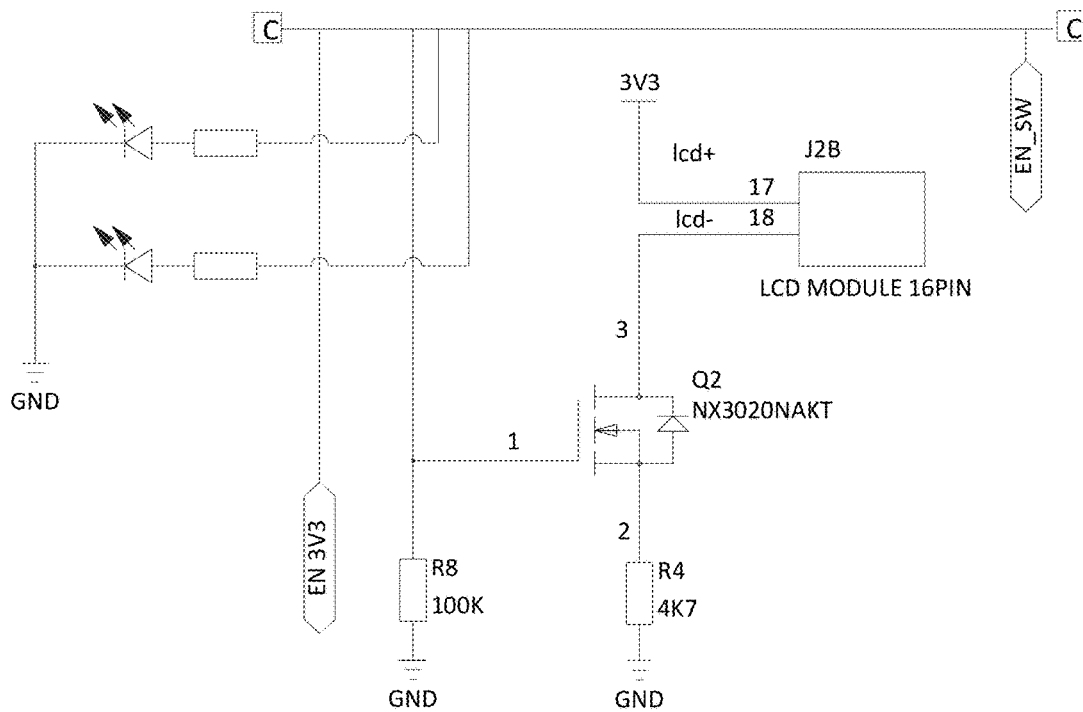 C
C
3V3
EN_SW
lcd+
J2B
17
lcd-
18
LCD MODULE 16PIN
3
GND
Q2
NX3020NAKT
1
EN 3V3
2
R8
100K
R4
4K7
GND
GND